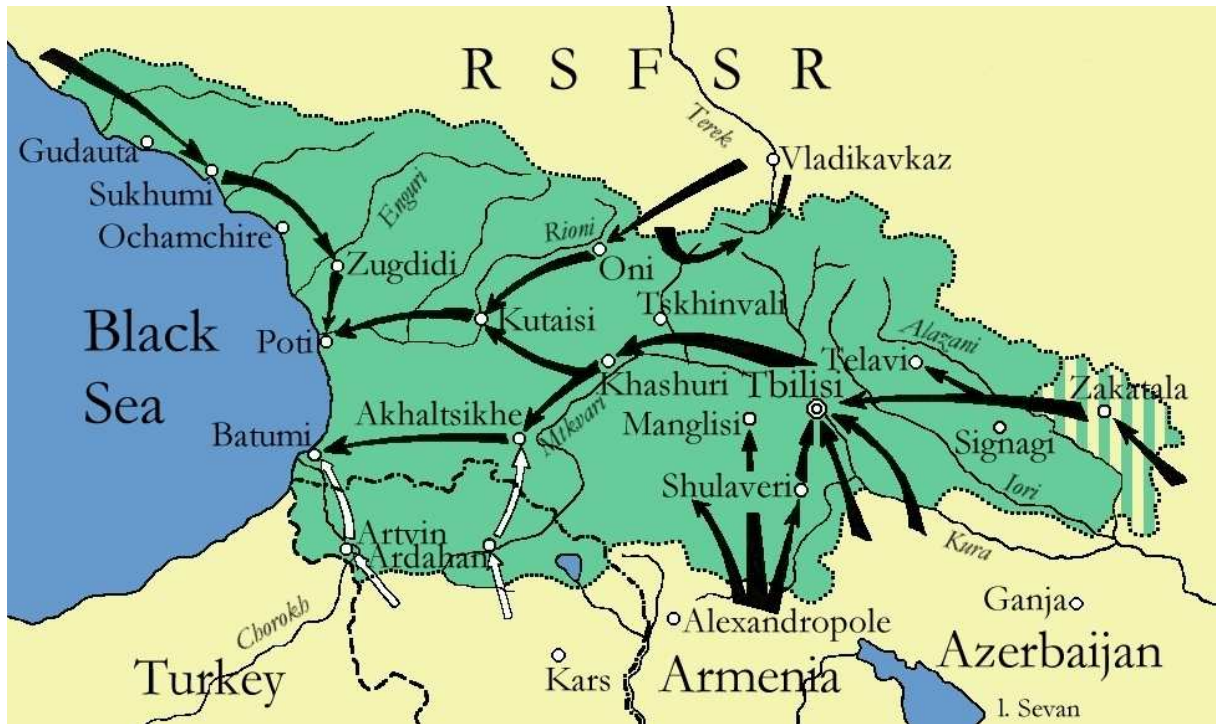 R S F S R
Terek
Gudauta
Vladikavkaz
Sukhumi
Enguri
Ochamchire
Rioni
Zugdidi
Oni
Black
Sea
Tskhinvali
Poti
Kutaisi
Alazani
Telavi
Khashuri
Tbilisi
Zakatala
Akhaltsikhe
Mtkvari
Manglisi
Batumi
Signagi
Shulaveri
Iori
Artvin
Ardahan
Kura
Chorokh
Ganja
Alexandropole
Azerbaijan
Turkey
Kars
Armenia
l. Sevan